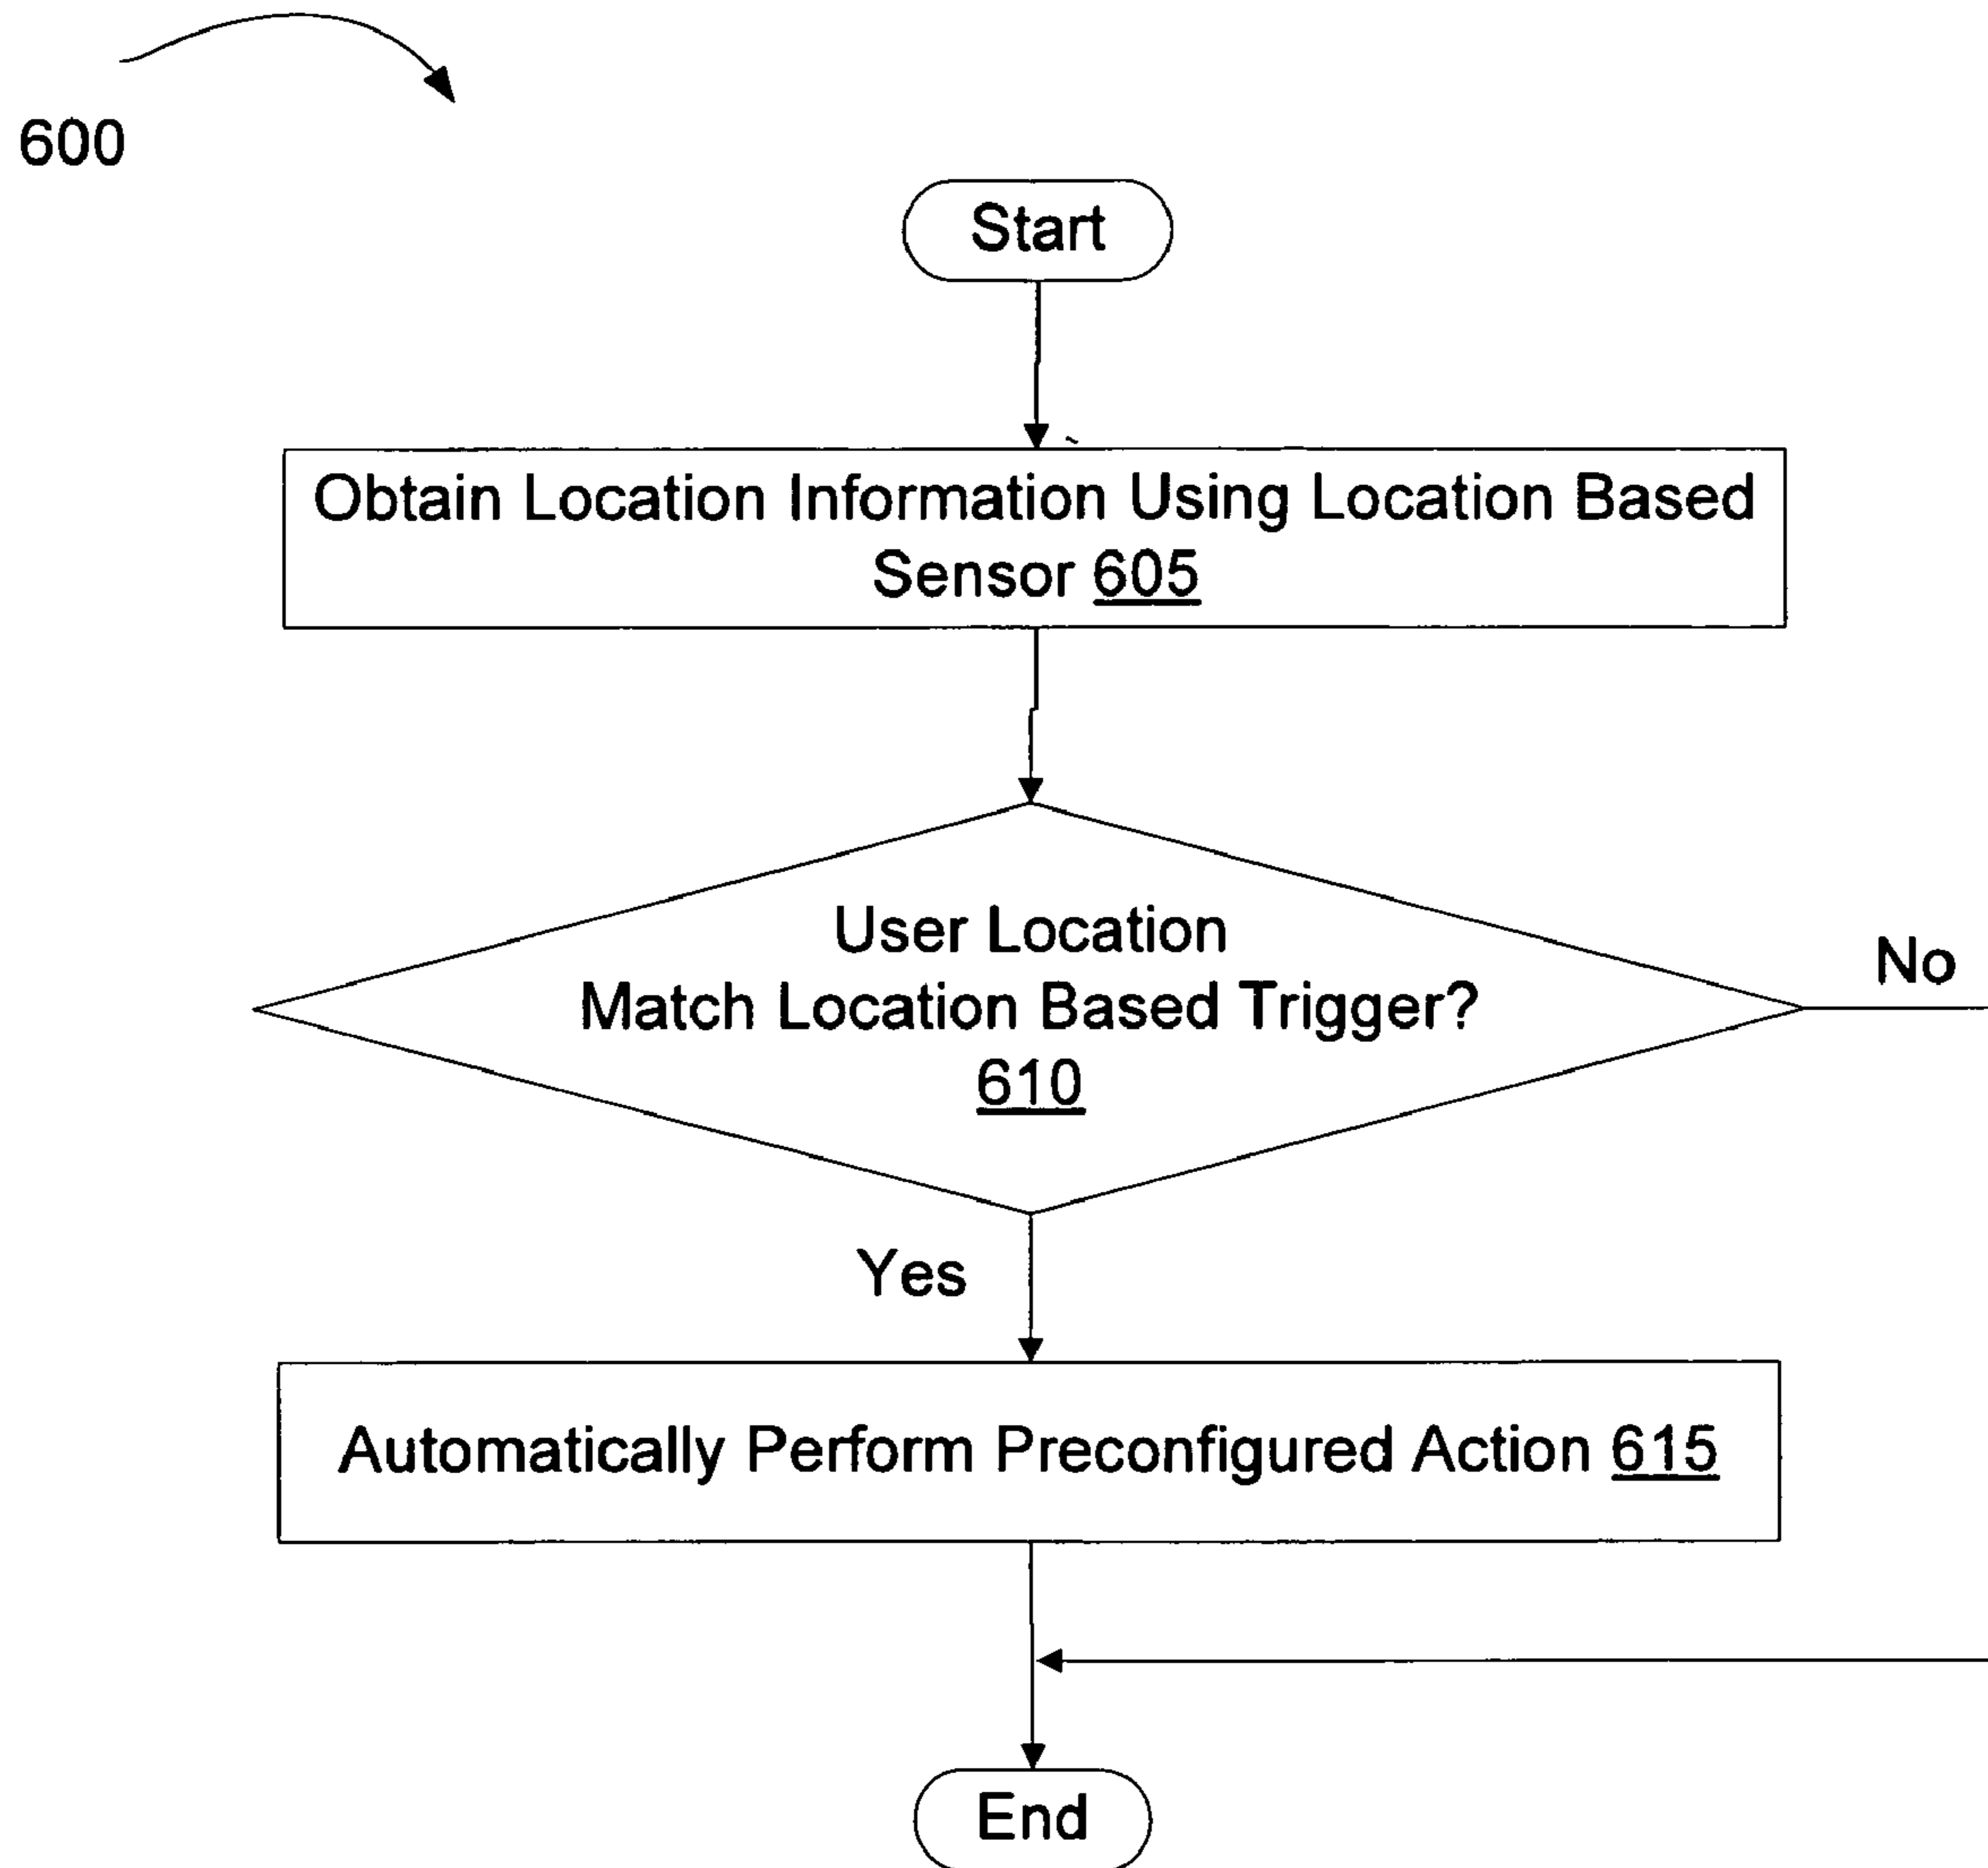 600
Start
Obtain Location Information Using Location Based
Sensor 605
User Location
Match Location Based Trigger?
610
No
Yes
Automatically Perform Preconfigured Action 615
End